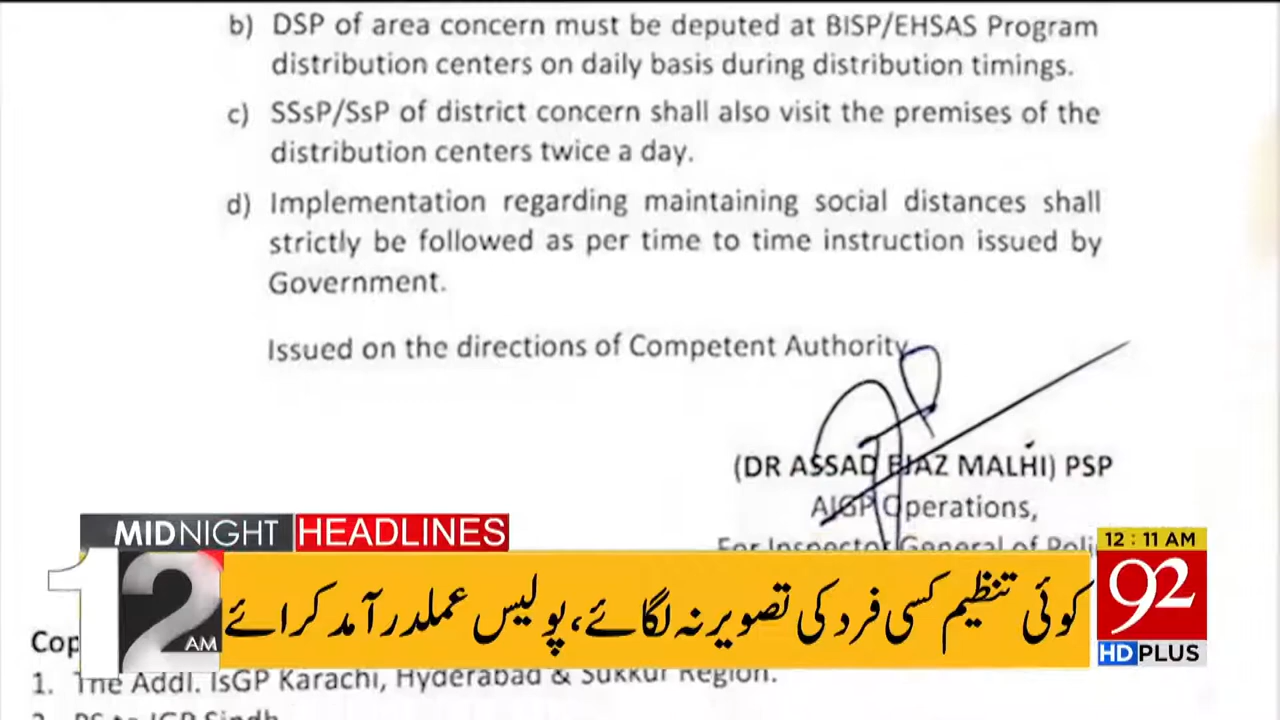 b) DSP of area concern must be deputed at BISP/EHSAS Program
distribution centers on daily basis during distribution timings.
c) SSsP/SsP of district concern shall also visit the premises of the
distribution centers twice a day.
d) Implementation regarding maintaining social distances shall
strictly be followed as per time to time instruction issued by
Government.
Issued on the directions of Competent Authority
(DR ASSAD EJAZ MALHI) PSP
AIGP Operations,
For Inspector General of
MIDNIGHT HEADLINES
12 AM
کوئی تنظیم کسی فرد کی تصویر نہ لگائے، پولیس عملدرآمد کرائے
12 : 11 AM
92
HD PLUS
1. The Addl. IsGP Karachi, Hyderabad & Sukkur Region.